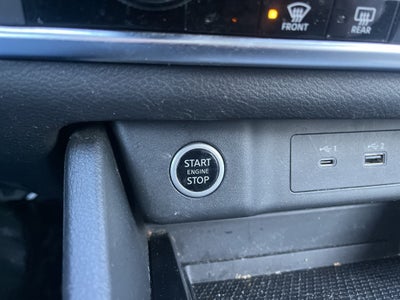 FRONT
REAR
START
ENGINE
STOP
1
2